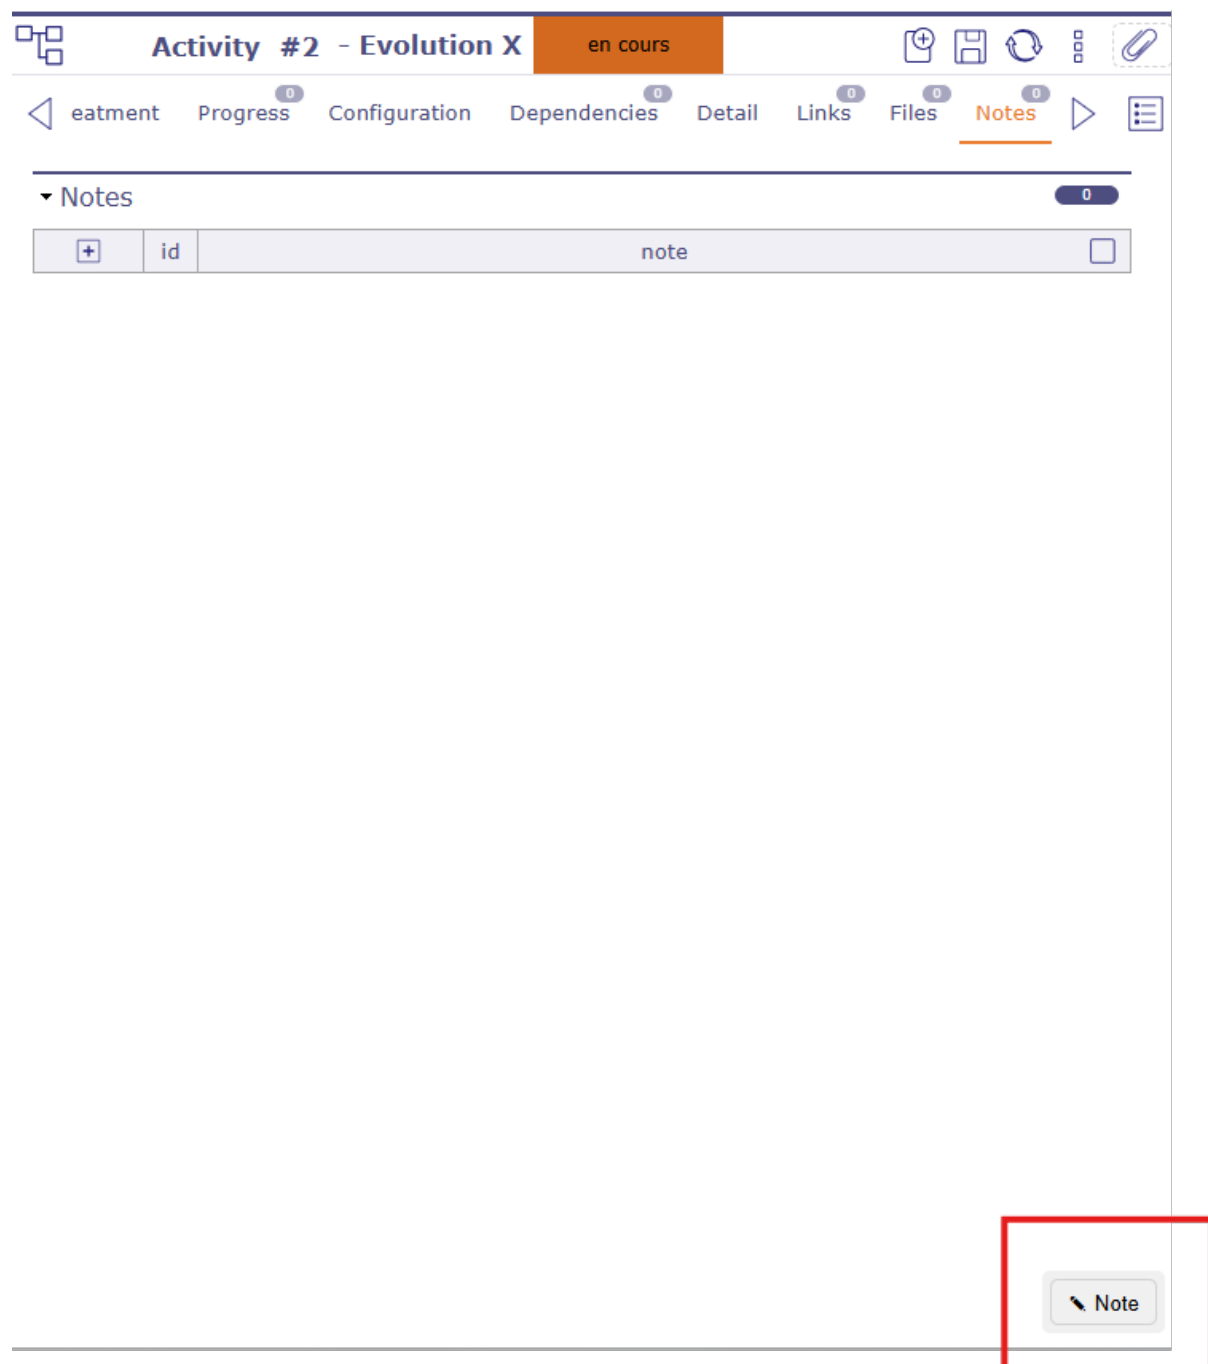 Activity #2 - Evolution X en cours
0 0 0 0 0
eatment Progress Configuration Dependencies Detail Links Files Notes
Notes 0
id note
Note